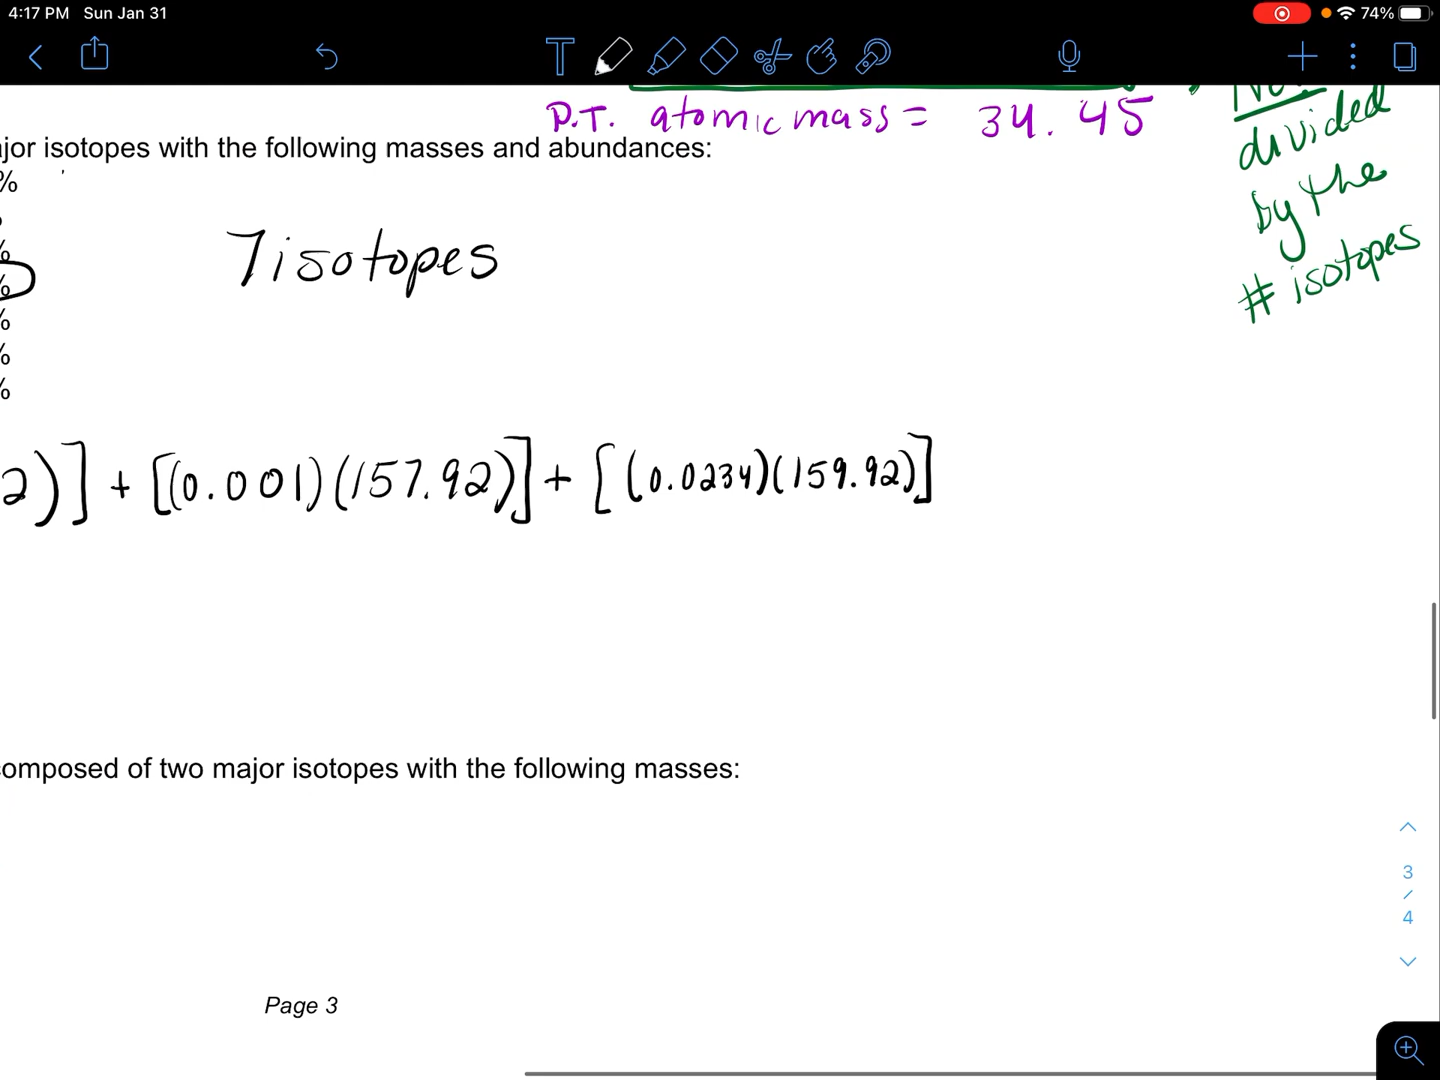 4:17 PM Sun Jan 31
74%
T
P.T. atomic mass = 34.45
divided
by the
# isotopes
jor isotopes with the following masses and abundances:
%
7 isotopes
%
%
%
%
%
2)] + [(0.001)(157.92)] + [(0.0234)(159.92)]
omposed of two major isotopes with the following masses:
3
/
4
Page 3